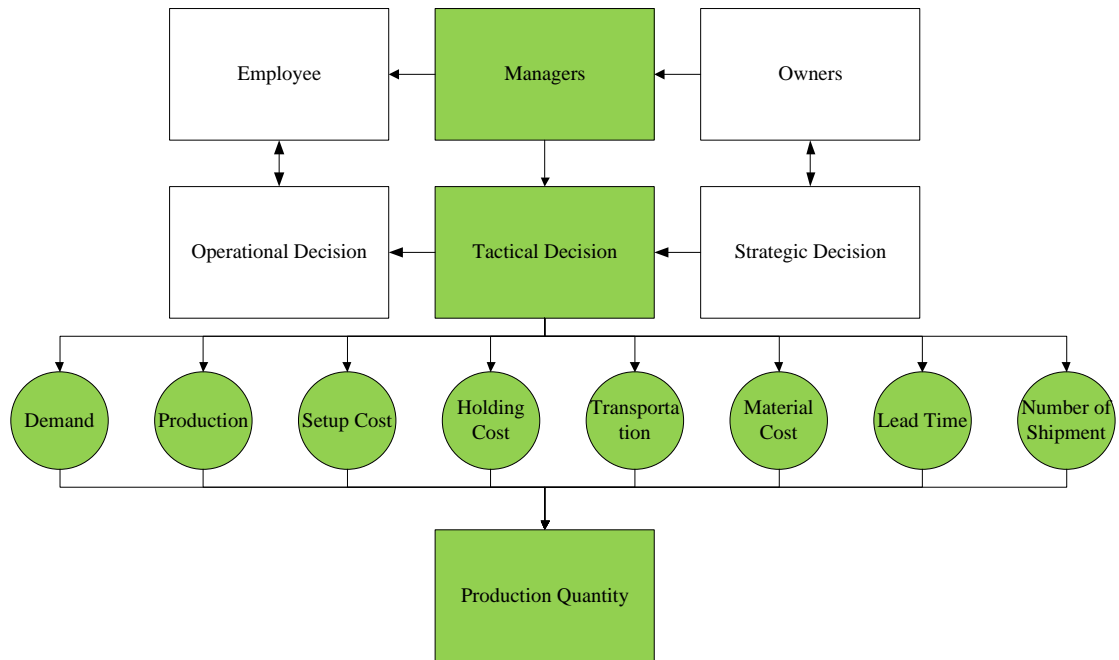 Employee
Managers
Owners
Operational Decision
Tactical Decision
Strategic Decision
Demand
Production
Setup Cost
Holding
Cost
Transporta
tion
Material
Cost
Lead Time
Number of
Shipment
Production Quantity